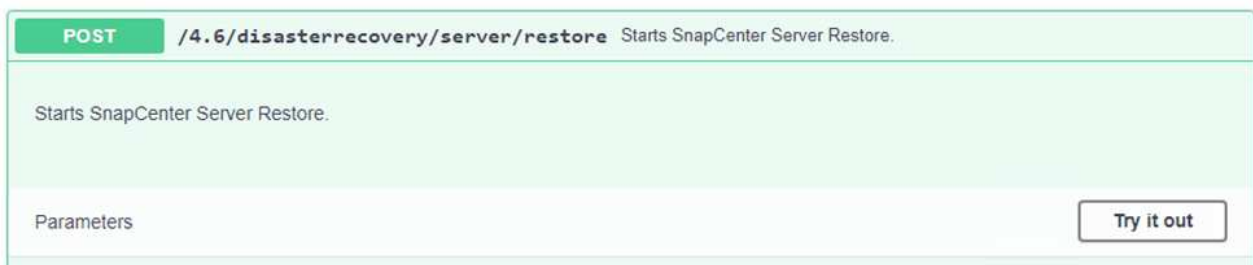 POST /4.6/disasterrecovery/server/restore Starts SnapCenter Server Restore.
Starts SnapCenter Server Restore.
Parameters Try it out